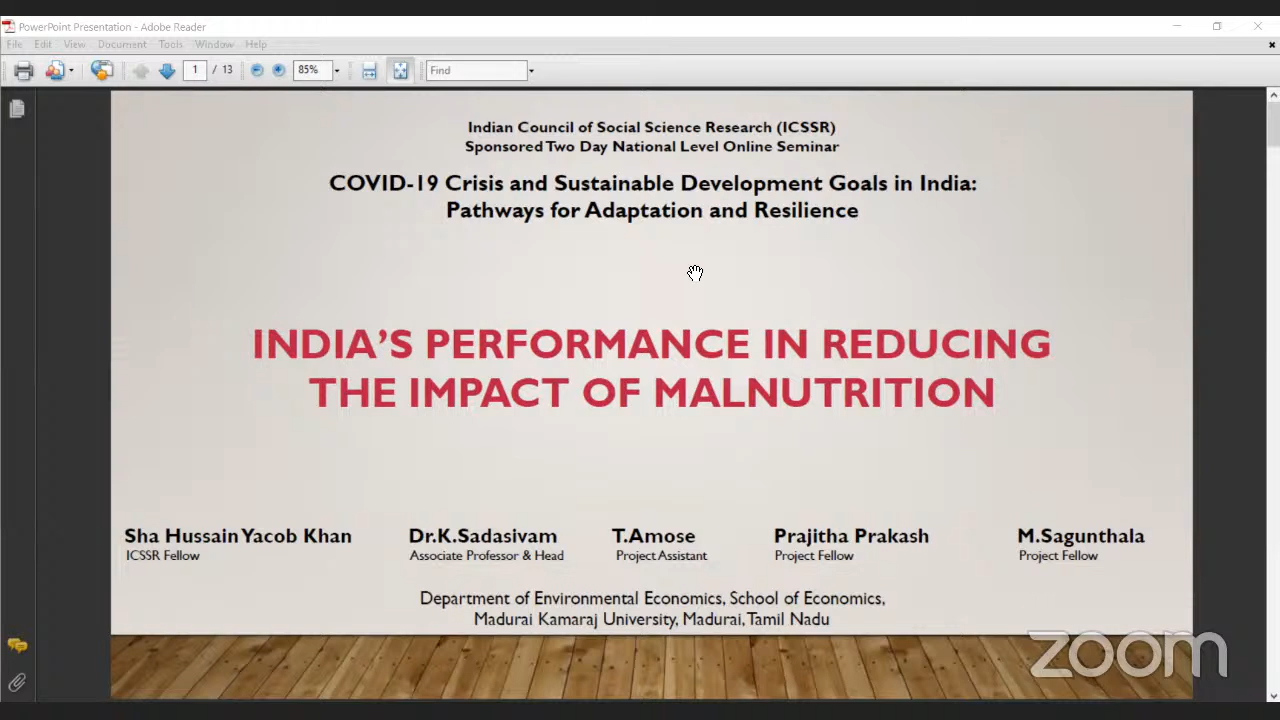 PowerPoint Presentation - Adobe Reader
File Edit View Document Tools Window Help
1 / 13 85% Find
Indian Council of Social Science Research (ICSSR)
Sponsored Two Day National Level Online Seminar
COVID-19 Crisis and Sustainable Development Goals in India:
Pathways for Adaptation and Resilience
INDIA'S PERFORMANCE IN REDUCING
THE IMPACT OF MALNUTRITION
Sha Hussain Yacob Khan Dr.K.Sadasivam T.Amose Prajitha Prakash M.Sagunthala
ICSSR Fellow Associate Professor & Head Project Assistant Project Fellow Project Fellow
Department of Environmental Economics, School of Economics,
Madurai Kamaraj University, Madurai, Tamil Nadu
zoom